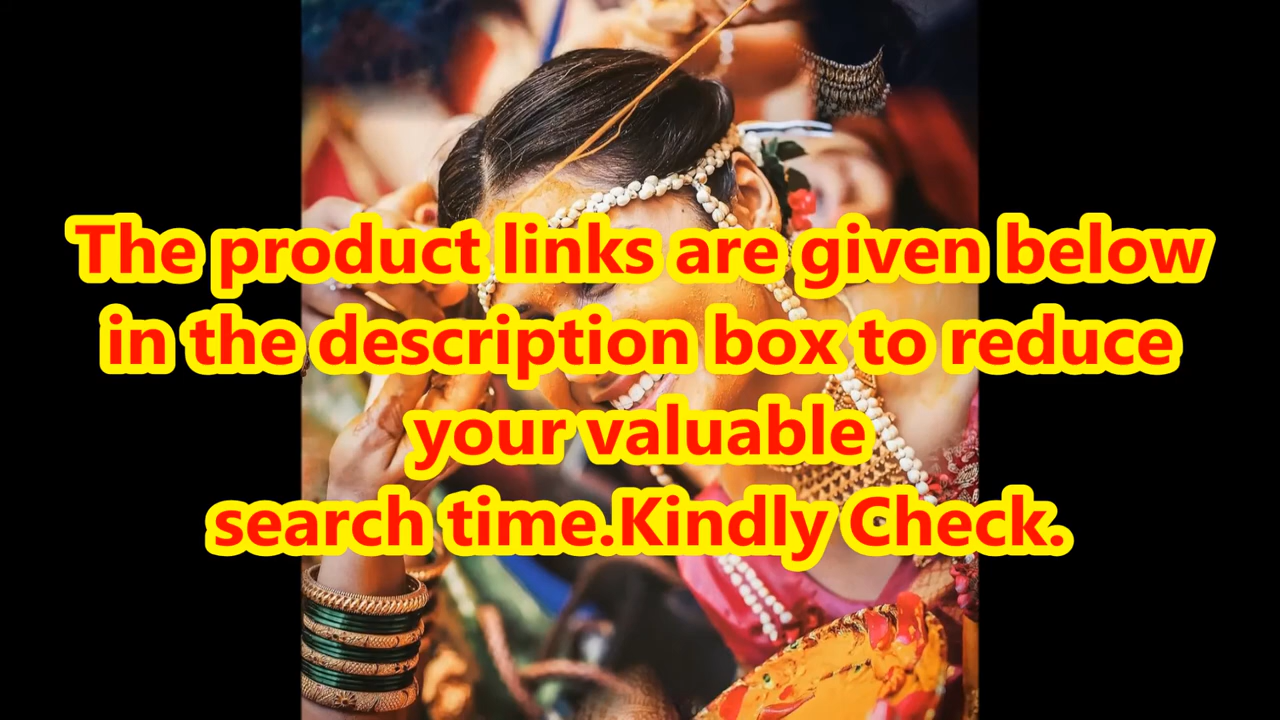 The product links are given below
in the description box to reduce
your valuable
search time.Kindly Check.